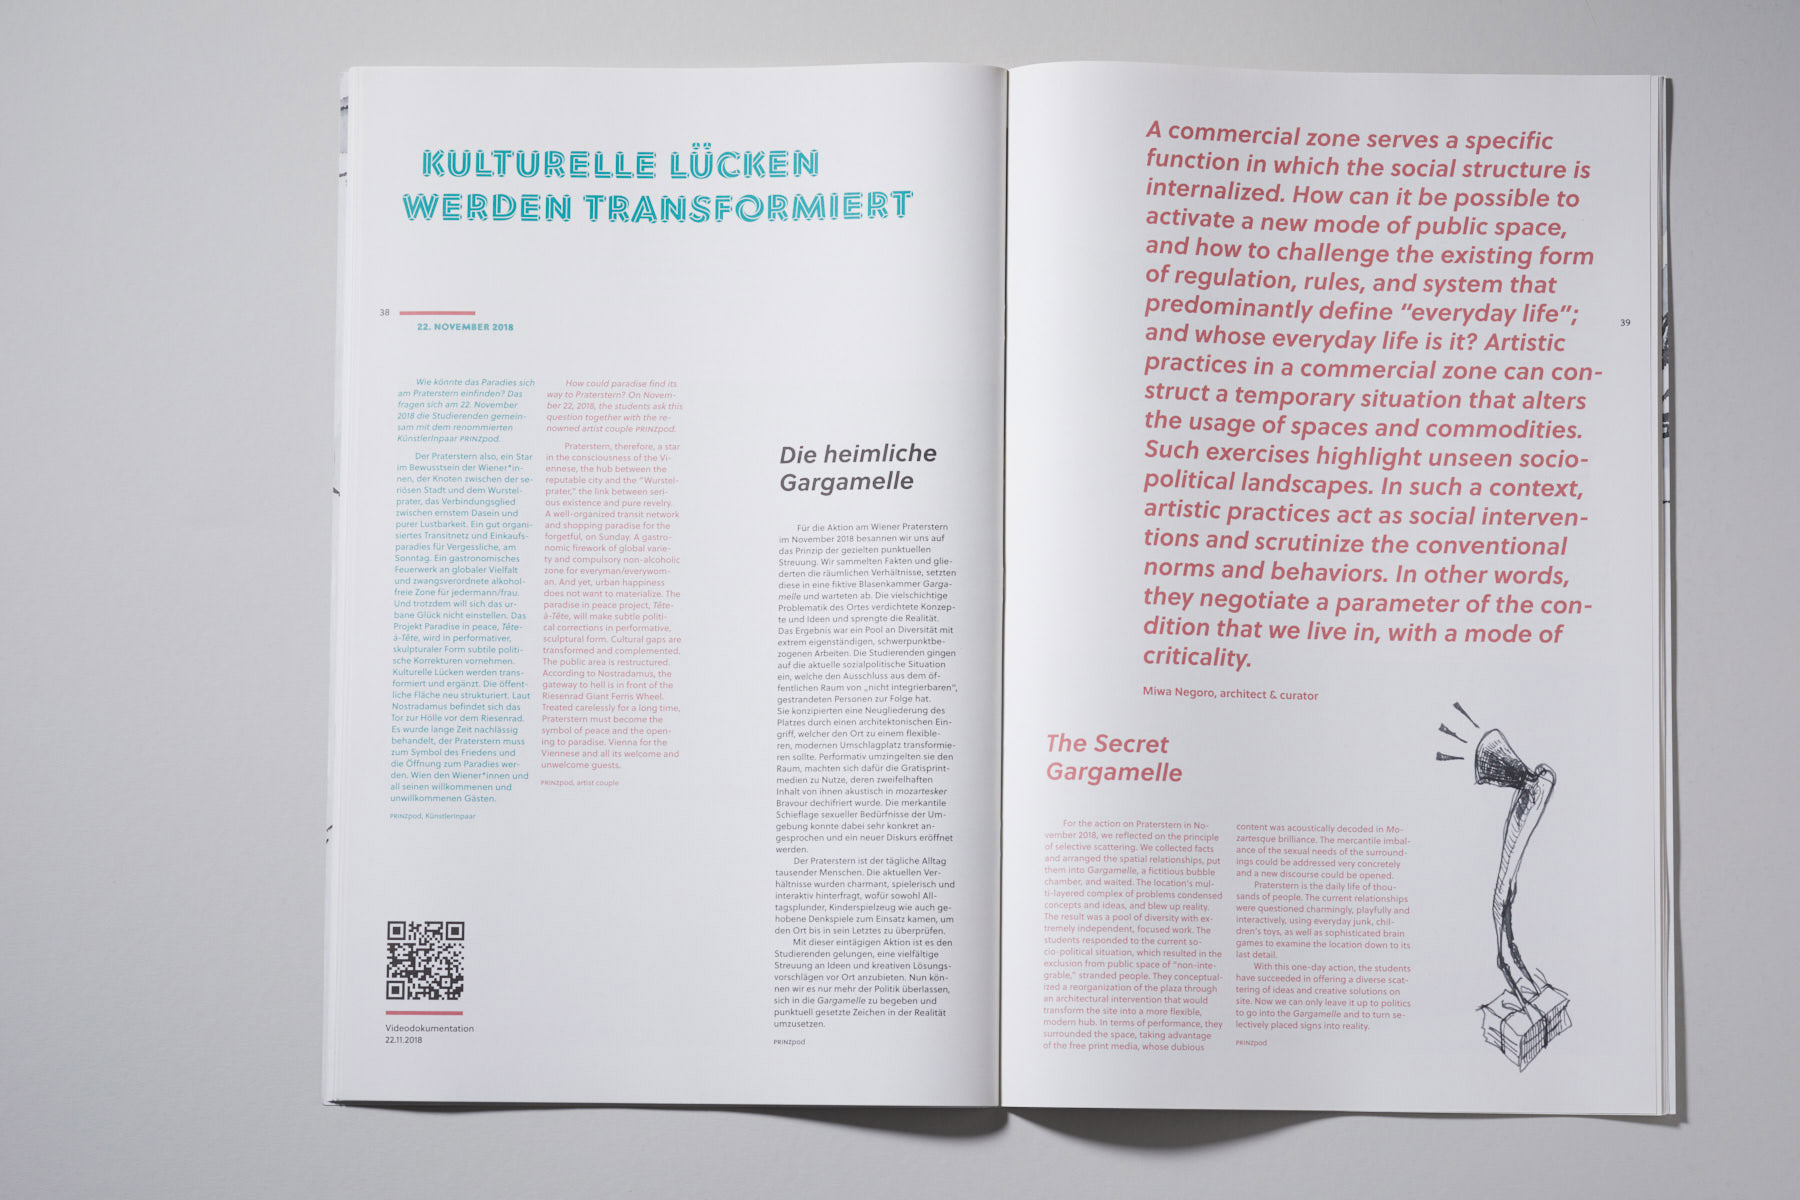 KULTURELLE LÜCKEN
WERDEN TRANSFORMIERT
38
22. NOVEMBER 2018
Wie könnte das Paradies sich
am Praterstern einfinden? Das
fragen sich am 22. November
2018 die Studierenden gemein-
sam mit dem renommierten
KünstlerInpaar PRINZpod.
Der Praterstern also, ein Star
im Bewusstsein der Wiener*in-
nen, der Knoten zwischen der se-
riösen Stadt und dem Wurstel-
prater, das Verbindungsglied
zwischen ernstem Dasein und
purer Lustbarkeit. Ein gut organi-
siertes Transitnetz und Einkaufs-
paradies für Vergessliche, am
Sonntag. Ein gastronomisches
Feuerwerk an globaler Vielfalt
und zwangsverordnete alkohol-
freie Zone für jedermann/frau.
Und trotzdem will sich das ur-
bane Glück nicht einstellen. Das
Projekt Paradise in peace, Tête-
à-Tête, wird in performativer,
skulpturaler Form subtile politi-
sche Korrekturen vornehmen.
Kulturelle Lücken werden trans-
formiert und ergänzt. Die öffent-
liche Fläche neu strukturiert. Laut
Nostradamus befindet sich das
Tor zur Hölle vor dem Riesenrad.
Es wurde lange Zeit nachlässig
behandelt, der Praterstern muss
zum Symbol des Friedens und
die Öffnung zum Paradies wer-
den. Wien den Wiener*innen und
all seinen willkommenen und
unwillkommenen Gästen.
PRINZpod, KünstlerInpaar
How could paradise find its
way to Praterstern? On Novem-
ber 22, 2018, the students ask this
question together with the re-
nowned artist couple PRINZpod.
Praterstern, therefore, a star
in the consciousness of the Vi-
ennese, the hub between the
reputable city and the "Wurstel-
prater," the link between seri-
ous existence and pure revelry.
A well-organized transit network
and shopping paradise for the
forgetful, on Sunday. A gastro-
nomic firework of global varie-
ty and compulsory non-alcoholic
zone for everyman/everywom-
an. And yet, urban happiness
does not want to materialize. The
paradise in peace project, Tête-
à-Tête, will make subtle politi-
cal corrections in performative,
sculptural form. Cultural gaps are
transformed and complemented.
The public area is restructured.
According to Nostradamus, the
gateway to hell is in front of the
Riesenrad Giant Ferris Wheel.
Treated carelessly for a long time,
Praterstern must become the
symbol of peace and the open-
ing to paradise. Vienna for the
Viennese and all its welcome and
unwelcome guests.
PRINZpod, artist couple
Videodokumentation
22.11.2018
Die heimliche
Gargamelle
Für die Aktion am Wiener Praterstern
im November 2018 besannen wir uns auf
das Prinzip der gezielten punktuellen
Streuung. Wir sammelten Fakten und glie-
derten die räumlichen Verhältnisse, setzten
diese in eine fiktive Blasenkammer Garga-
melle und warteten ab. Die vielschichtige
Problematik des Ortes verdichtete Konzep-
te und Ideen und sprengte die Realität.
Das Ergebnis war ein Pool an Diversität mit
extrem eigenständigen, schwerpunktbe-
zogenen Arbeiten. Die Studierenden gingen
auf die aktuelle sozialpolitische Situation
ein, welche den Ausschluss aus dem öf-
fentlichen Raum von „nicht integrierbaren",
gestrandeten Personen zur Folge hat.
Sie konzipierten eine Neugliederung des
Platzes durch einen architektonischen Ein-
griff, welcher den Ort zu einem flexible-
ren, modernen Umschlagplatz transformie-
ren sollte. Performativ umzingelten sie den
Raum, machten sich dafür die Gratisprint-
medien zu Nutze, deren zweifelhaften
Inhalt von ihnen akustisch in mozartesker
Bravour dechifriert wurde. Die merkantile
Schieflage sexueller Bedürfnisse der Um-
gebung konnte dabei sehr konkret an-
gesprochen und ein neuer Diskurs eröffnet
werden.
Der Praterstern ist der tägliche Alltag
tausender Menschen. Die aktuellen Ver-
hältnisse wurden charmant, spielerisch und
interaktiv hinterfragt, wofür sowohl All-
tagsplunder, Kinderspielzeug wie auch ge-
hobene Denkspiele zum Einsatz kamen, um
den Ort bis in sein Letztes zu überprüfen.
Mit dieser eintägigen Aktion ist es den
Studierenden gelungen, eine vielfältige
Streuung an Ideen und kreativen Lösungs-
vorschlägen vor Ort anzubieten. Nun kön-
nen wir es nur mehr der Politik überlassen,
sich in die Gargamelle zu begeben und
punktuell gesetzte Zeichen in der Realität
umzusetzen.
PRINZpod
A commercial zone serves a specific
function in which the social structure is
internalized. How can it be possible to
activate a new mode of public space,
and how to challenge the existing form
of regulation, rules, and system that
predominantly define "everyday life";
and whose everyday life is it? Artistic
practices in a commercial zone can con-
struct a temporary situation that alters
the usage of spaces and commodities.
Such exercises highlight unseen socio-
political landscapes. In such a context,
artistic practices act as social interven-
tions and scrutinize the conventional
norms and behaviors. In other words,
they negotiate a parameter of the con-
dition that we live in, with a mode of
criticality.
Miwa Negoro, architect & curator
39
The Secret
Gargamelle
For the action on Praterstern in No-
vember 2018, we reflected on the principle
of selective scattering. We collected facts
and arranged the spatial relationships, put
them into Gargamelle, a fictitious bubble
chamber, and waited. The location's mul-
ti-layered complex of problems condensed
concepts and ideas, and blew up reality.
The result was a pool of diversity with ex-
tremely independent, focused work. The
students responded to the current so-
cio-political situation, which resulted in the
exclusion from public space of "non-inte-
grable," stranded people. They conceptual-
ized a reorganization of the plaza through
an architectural intervention that would
transform the site into a more flexible,
modern hub. In terms of performance, they
surrounded the space, taking advantage
of the free print media, whose dubious
content was acoustically decoded in Mo-
zartesque brilliance. The mercantile imbal-
ance of the sexual needs of the surround-
ings could be addressed very concretely
and a new discourse could be opened.
Praterstern is the daily life of thou-
sands of people. The current relationships
were questioned charmingly, playfully and
interactively, using everyday junk, chil-
dren's toys, as well as sophisticated brain
games to examine the location down to its
last detail.
With this one-day action, the students
have succeeded in offering a diverse scat-
tering of ideas and creative solutions on
site. Now we can only leave it up to politics
to go into the Gargamelle and to turn se-
lectively placed signs into reality.
PRINZpod